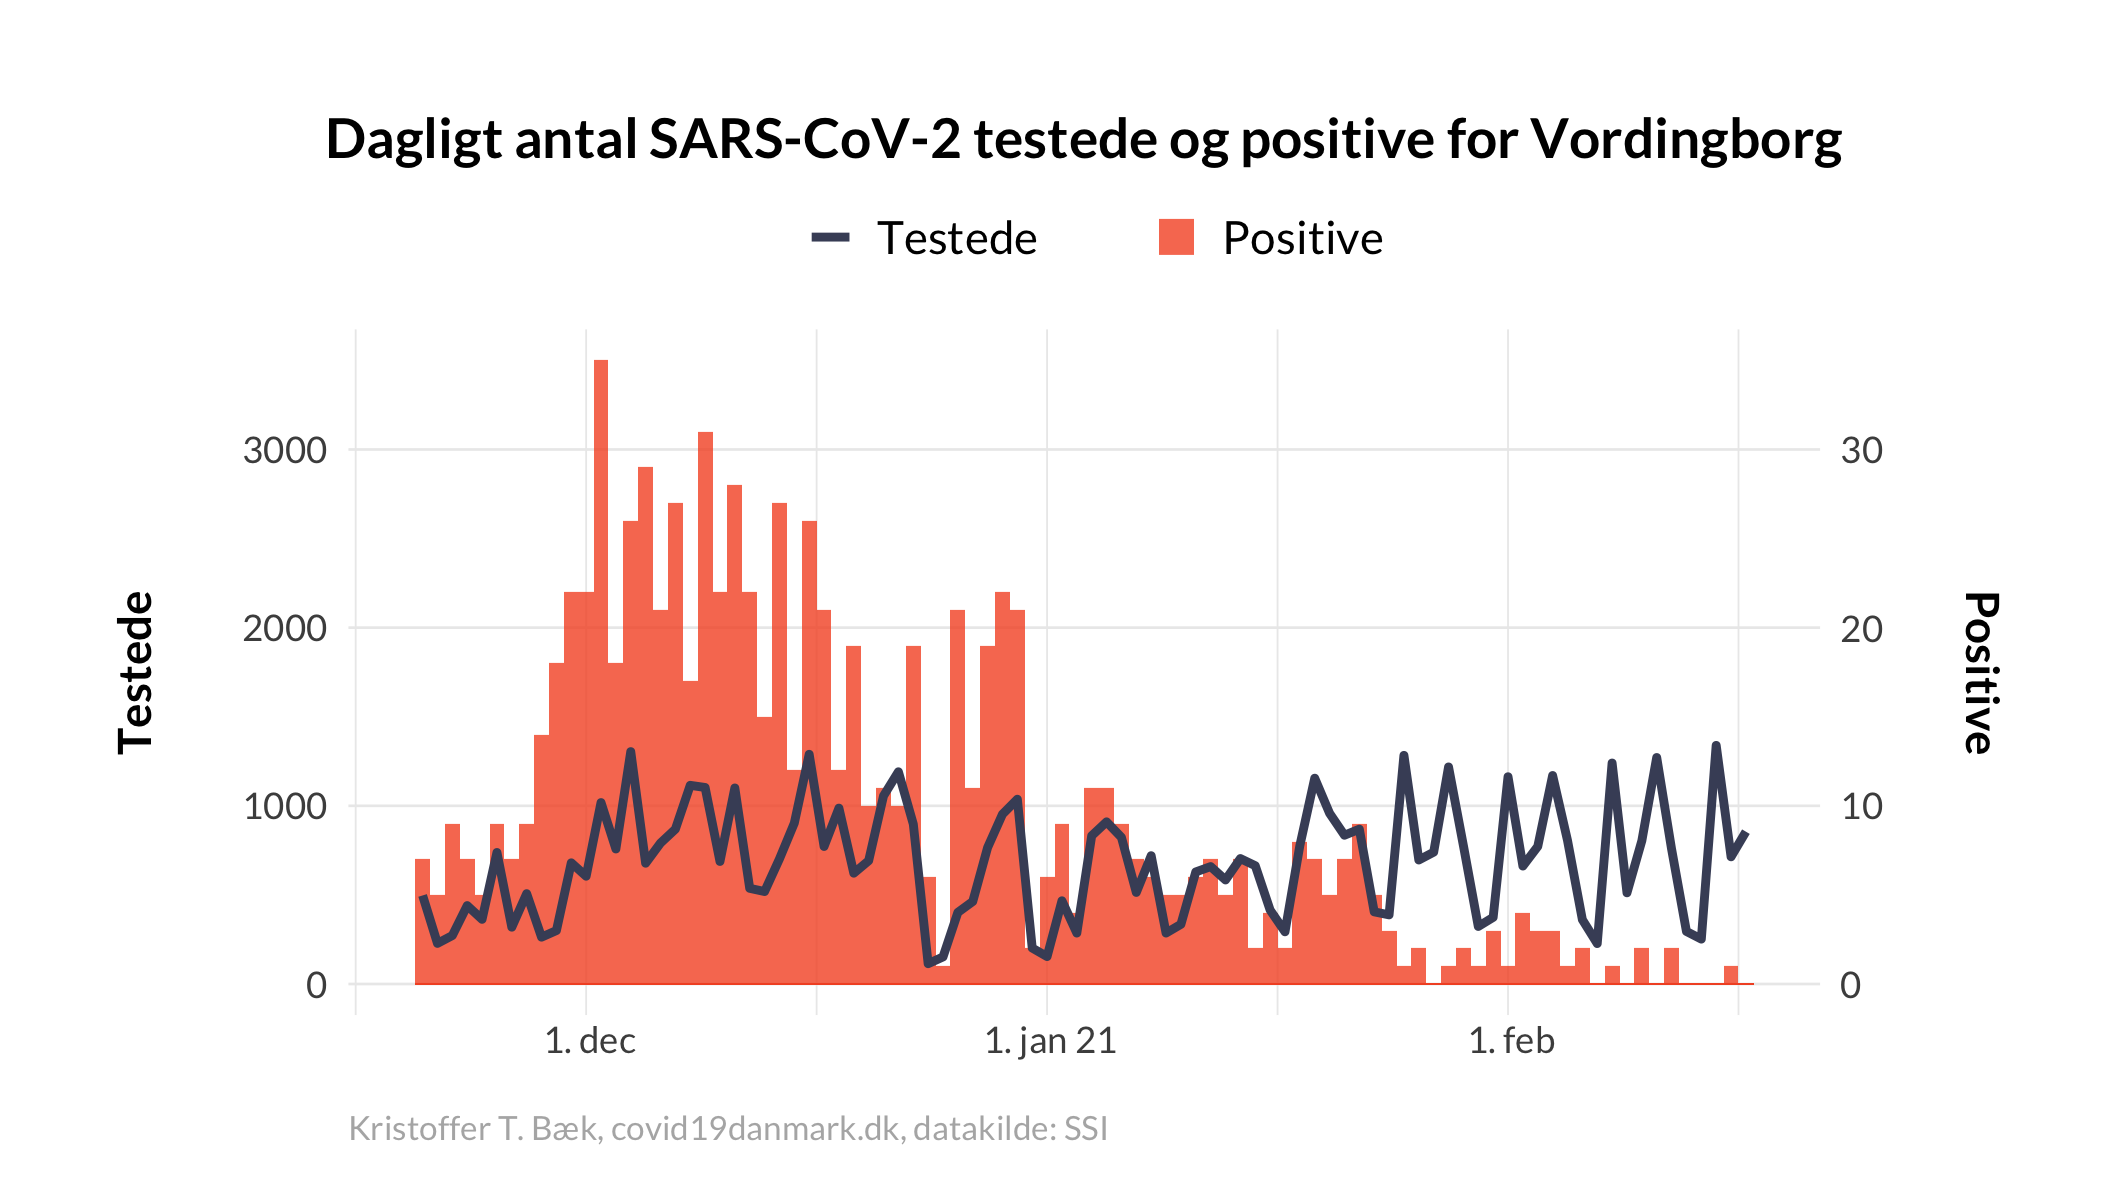 Dagligt antal SARS-CoV-2 testede og positive for Vordingborg
Testede
Positive
Testede
3000
2000
1000
0
30
20
10
0
Positive
1. dec
1. jan 21
1. feb
Kristoffer T. Bæk, covid19danmark.dk, datakilde: SSI